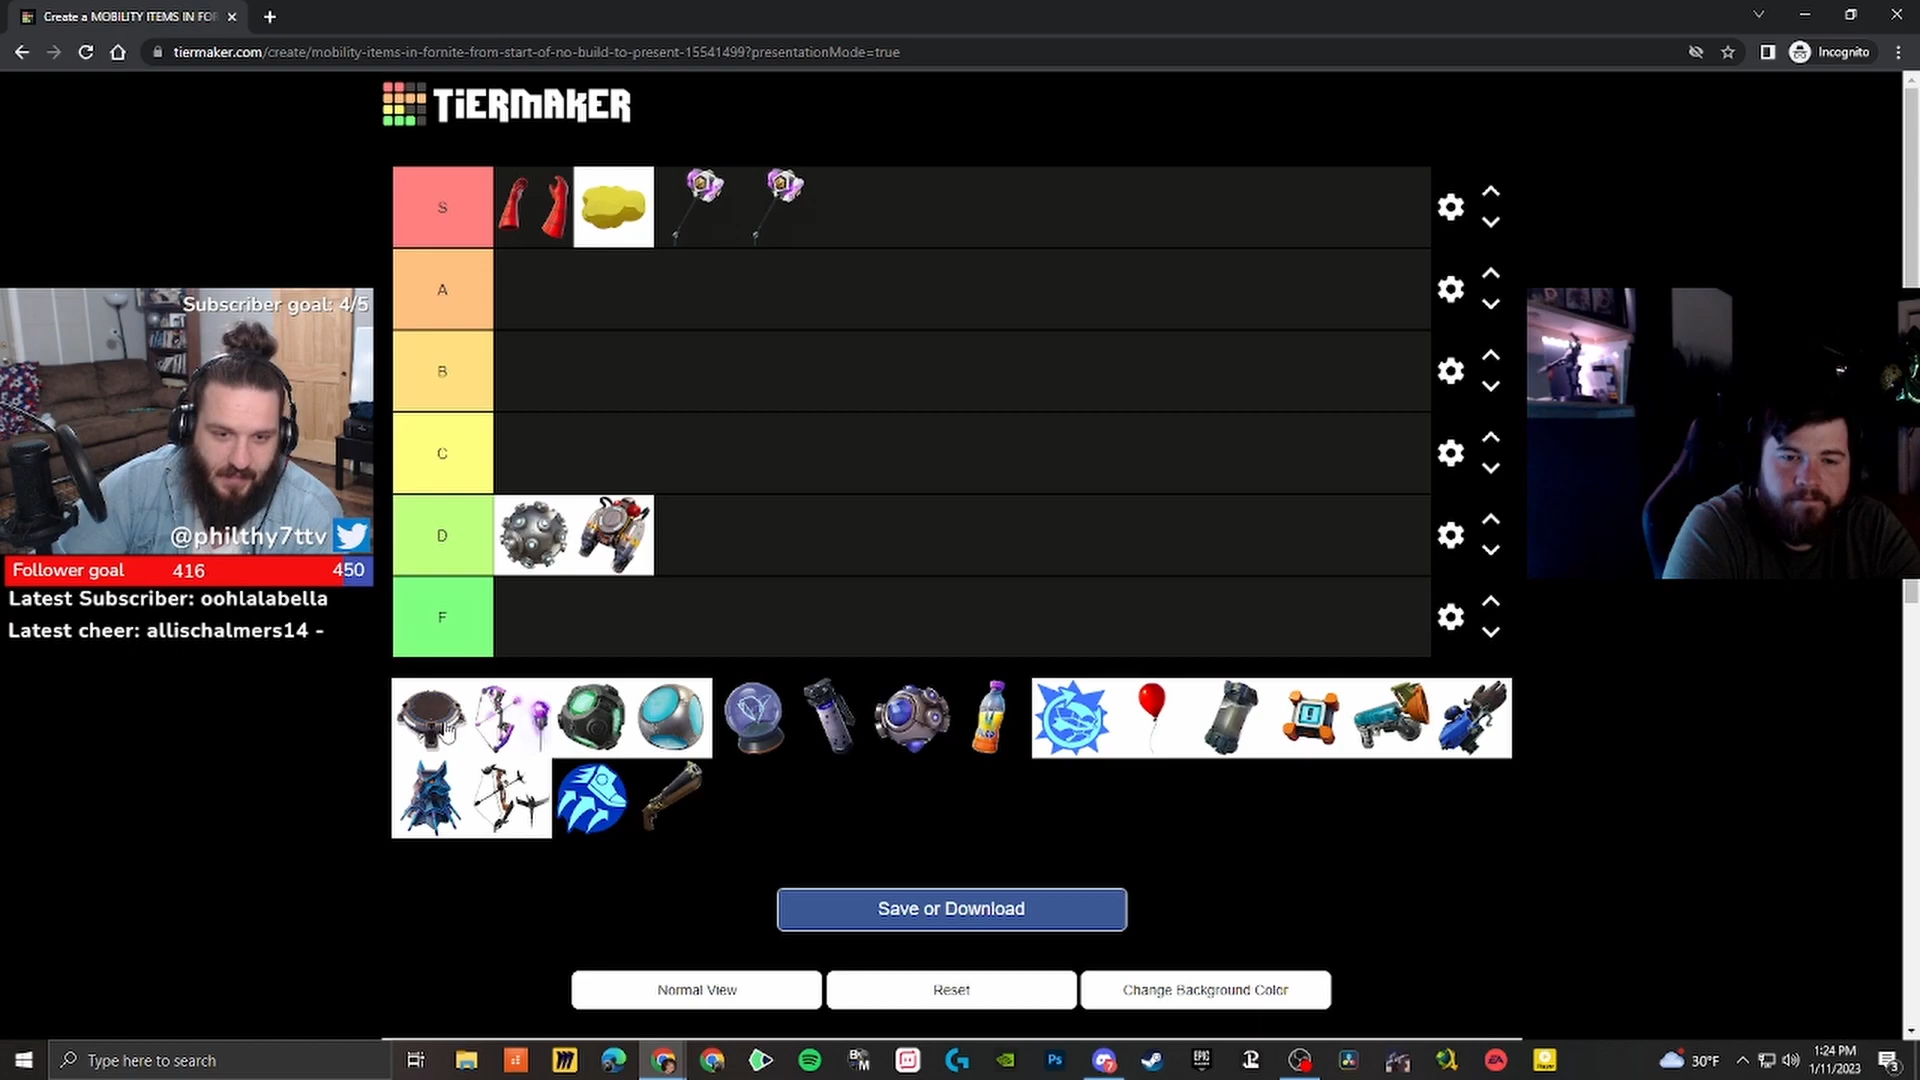 Create a MOBILITY ITEMS IN FOR
tiermaker.com/create/mobility-items-in-fornite-from-start-of-no-build-to-present-15541499?presentationMode=true
Incognito
TiERMAKER
S
A
B
C
D
F
Subscriber goal: 4/5
@philthy7ttv
Follower goal 416 450
Latest Subscriber: oohlalabella
Latest cheer: allischalmers14 -
Save or Download
Normal View
Reset
Change Background Color
Type here to search
30°F
1:24 PM
1/11/2023